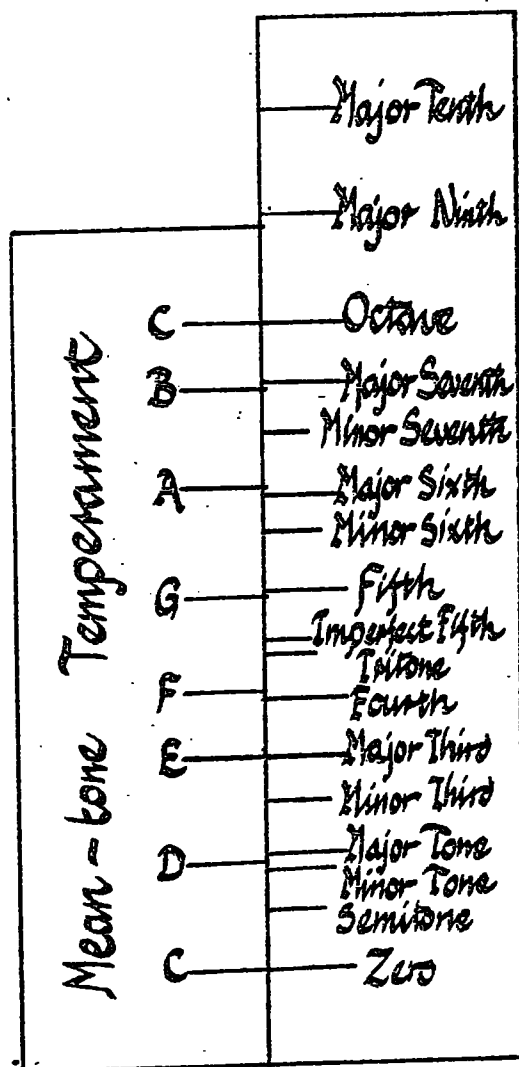 Major Tenth
Major Ninth
C Octave
B Major Seventh
Minor Seventh
A Major Sixth
Minor Sixth
G Fifth
Imperfect Fifth
Tritone
F Fourth
E Major Third
Minor Third
D Major Tone
Minor Tone
Semitone
C Zero
Mean-tone Temperament